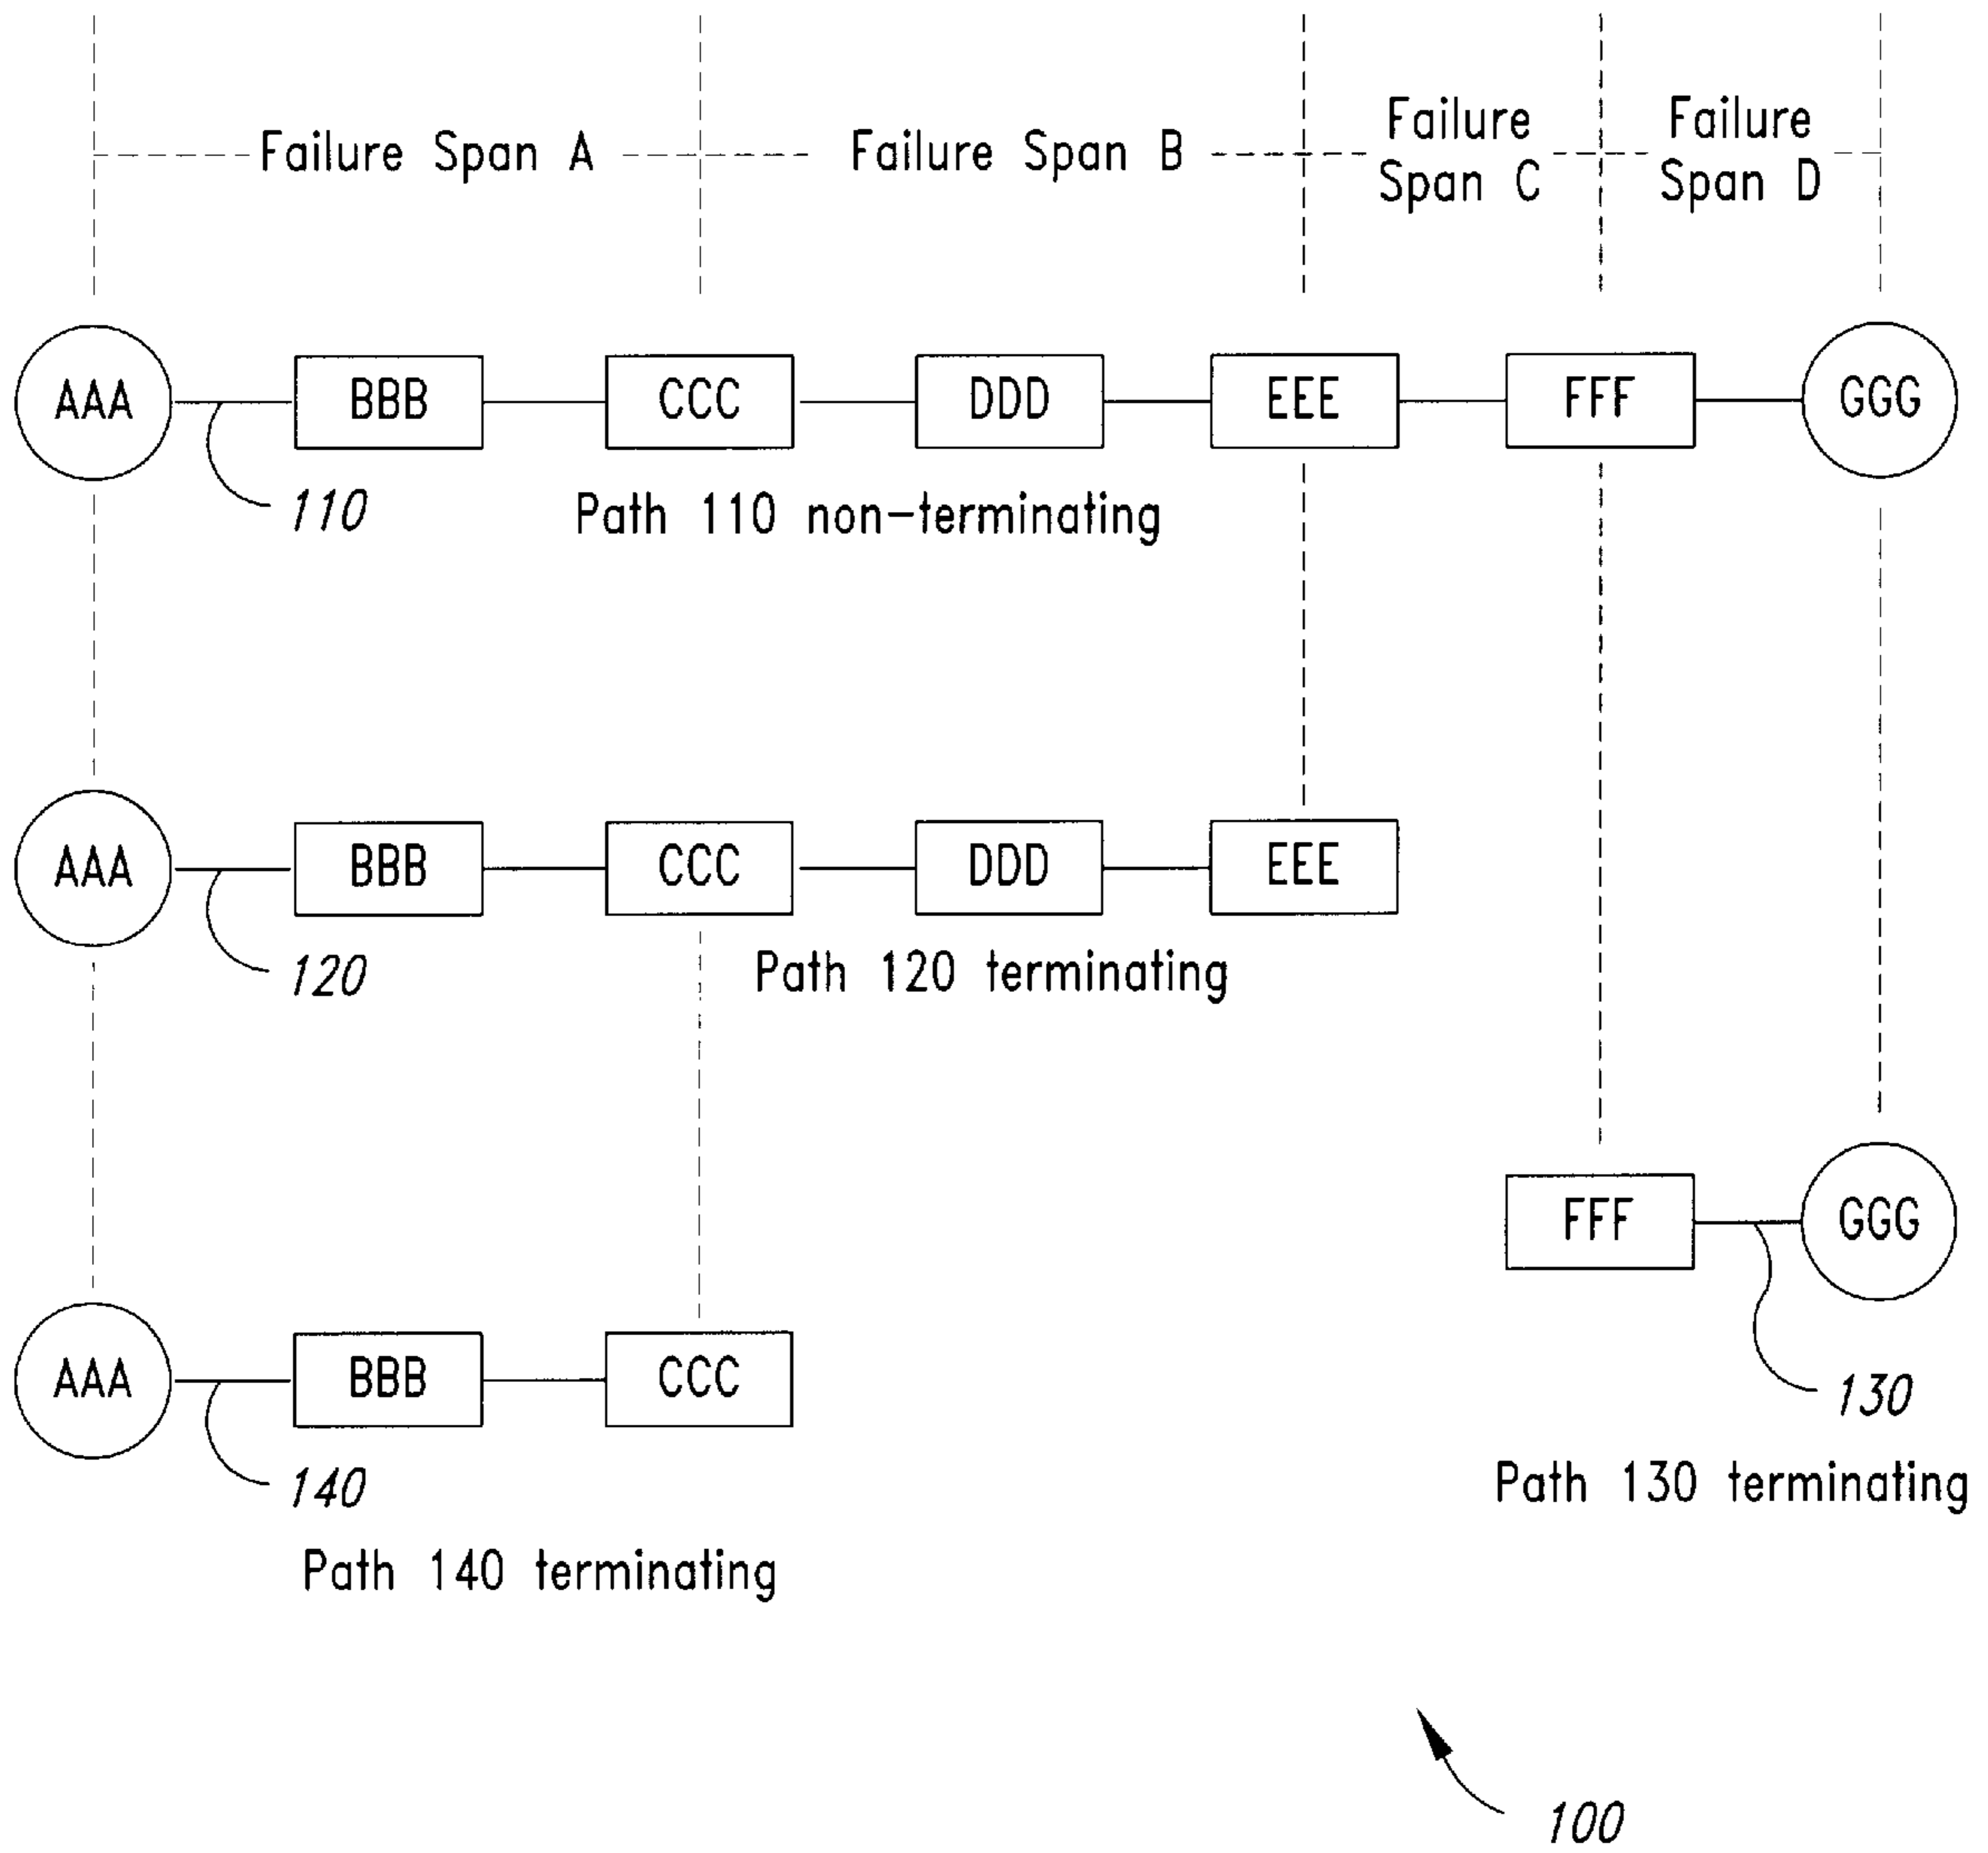 Failure Span A
Failure Span B
Failure
Span C
Failure
Span D
AAA
BBB
CCC
DDD
EEE
FFF
GGG
110
Path 110 non-terminating
AAA
BBB
CCC
DDD
EEE
120
Path 120 terminating
FFF
GGG
130
Path 130 terminating
AAA
BBB
CCC
140
Path 140 terminating
100